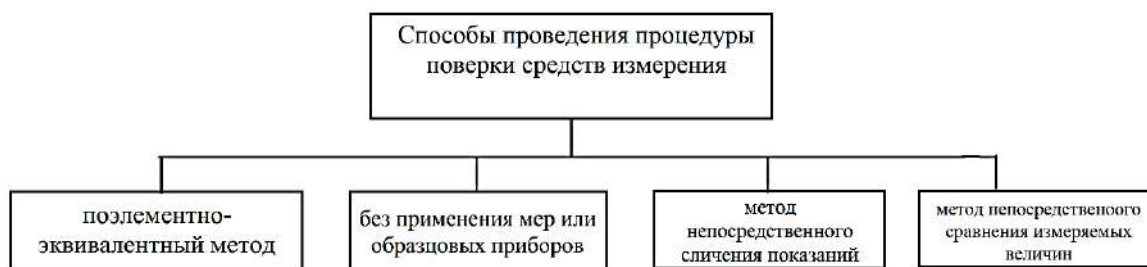 Способы проведения процедуры
поверки средств измерения
поэлементно-
эквивалентный метод
без применения мер или
образцовых приборов
метод
непосредственного
сличения показаний
метод непосредственоого
сравнения измеряемых
величин